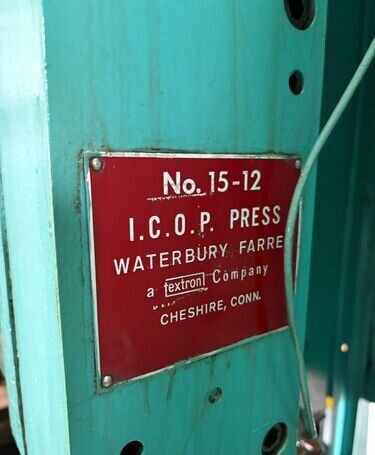 No. 15-12
I.C.O.P. PRESS
WATERBURY FARRE
a textron Company
CHESHIRE, CONN.